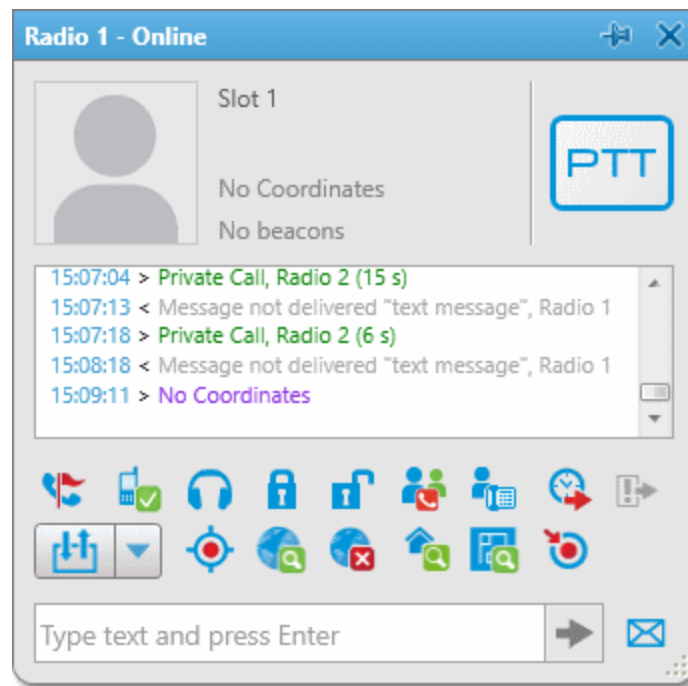 Radio 1 - Online
Slot 1
PTT
No Coordinates
No beacons
15:07:04 > Private Call, Radio 2 (15 s)
15:07:13 < Message not delivered "text message", Radio 1
15:07:18 > Private Call, Radio 2 (6 s)
15:08:18 < Message not delivered "text message", Radio 1
15:09:11 > No Coordinates
Type text and press Enter